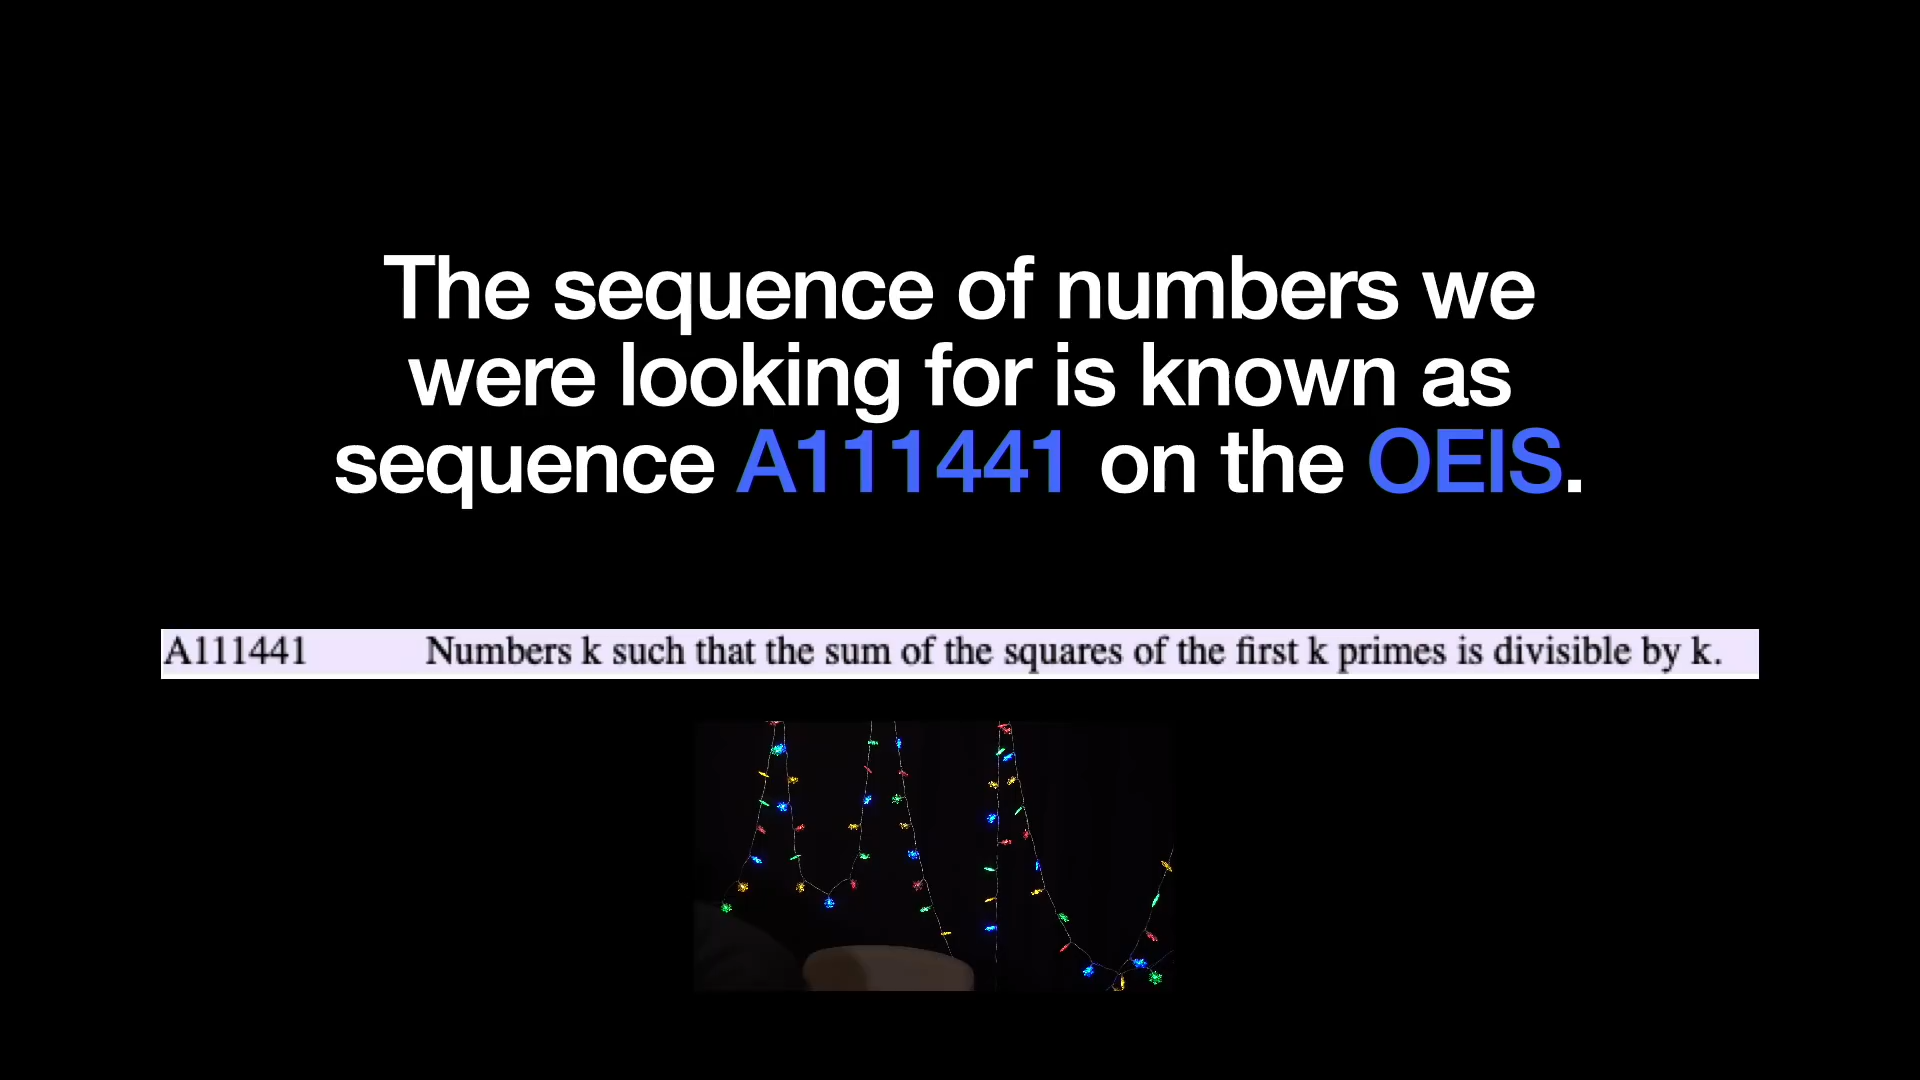 The sequence of numbers we
were looking for is known as
sequence A111441 on the OEIS.
A111441 Numbers k such that the sum of the squares of the first k primes is divisible by k.